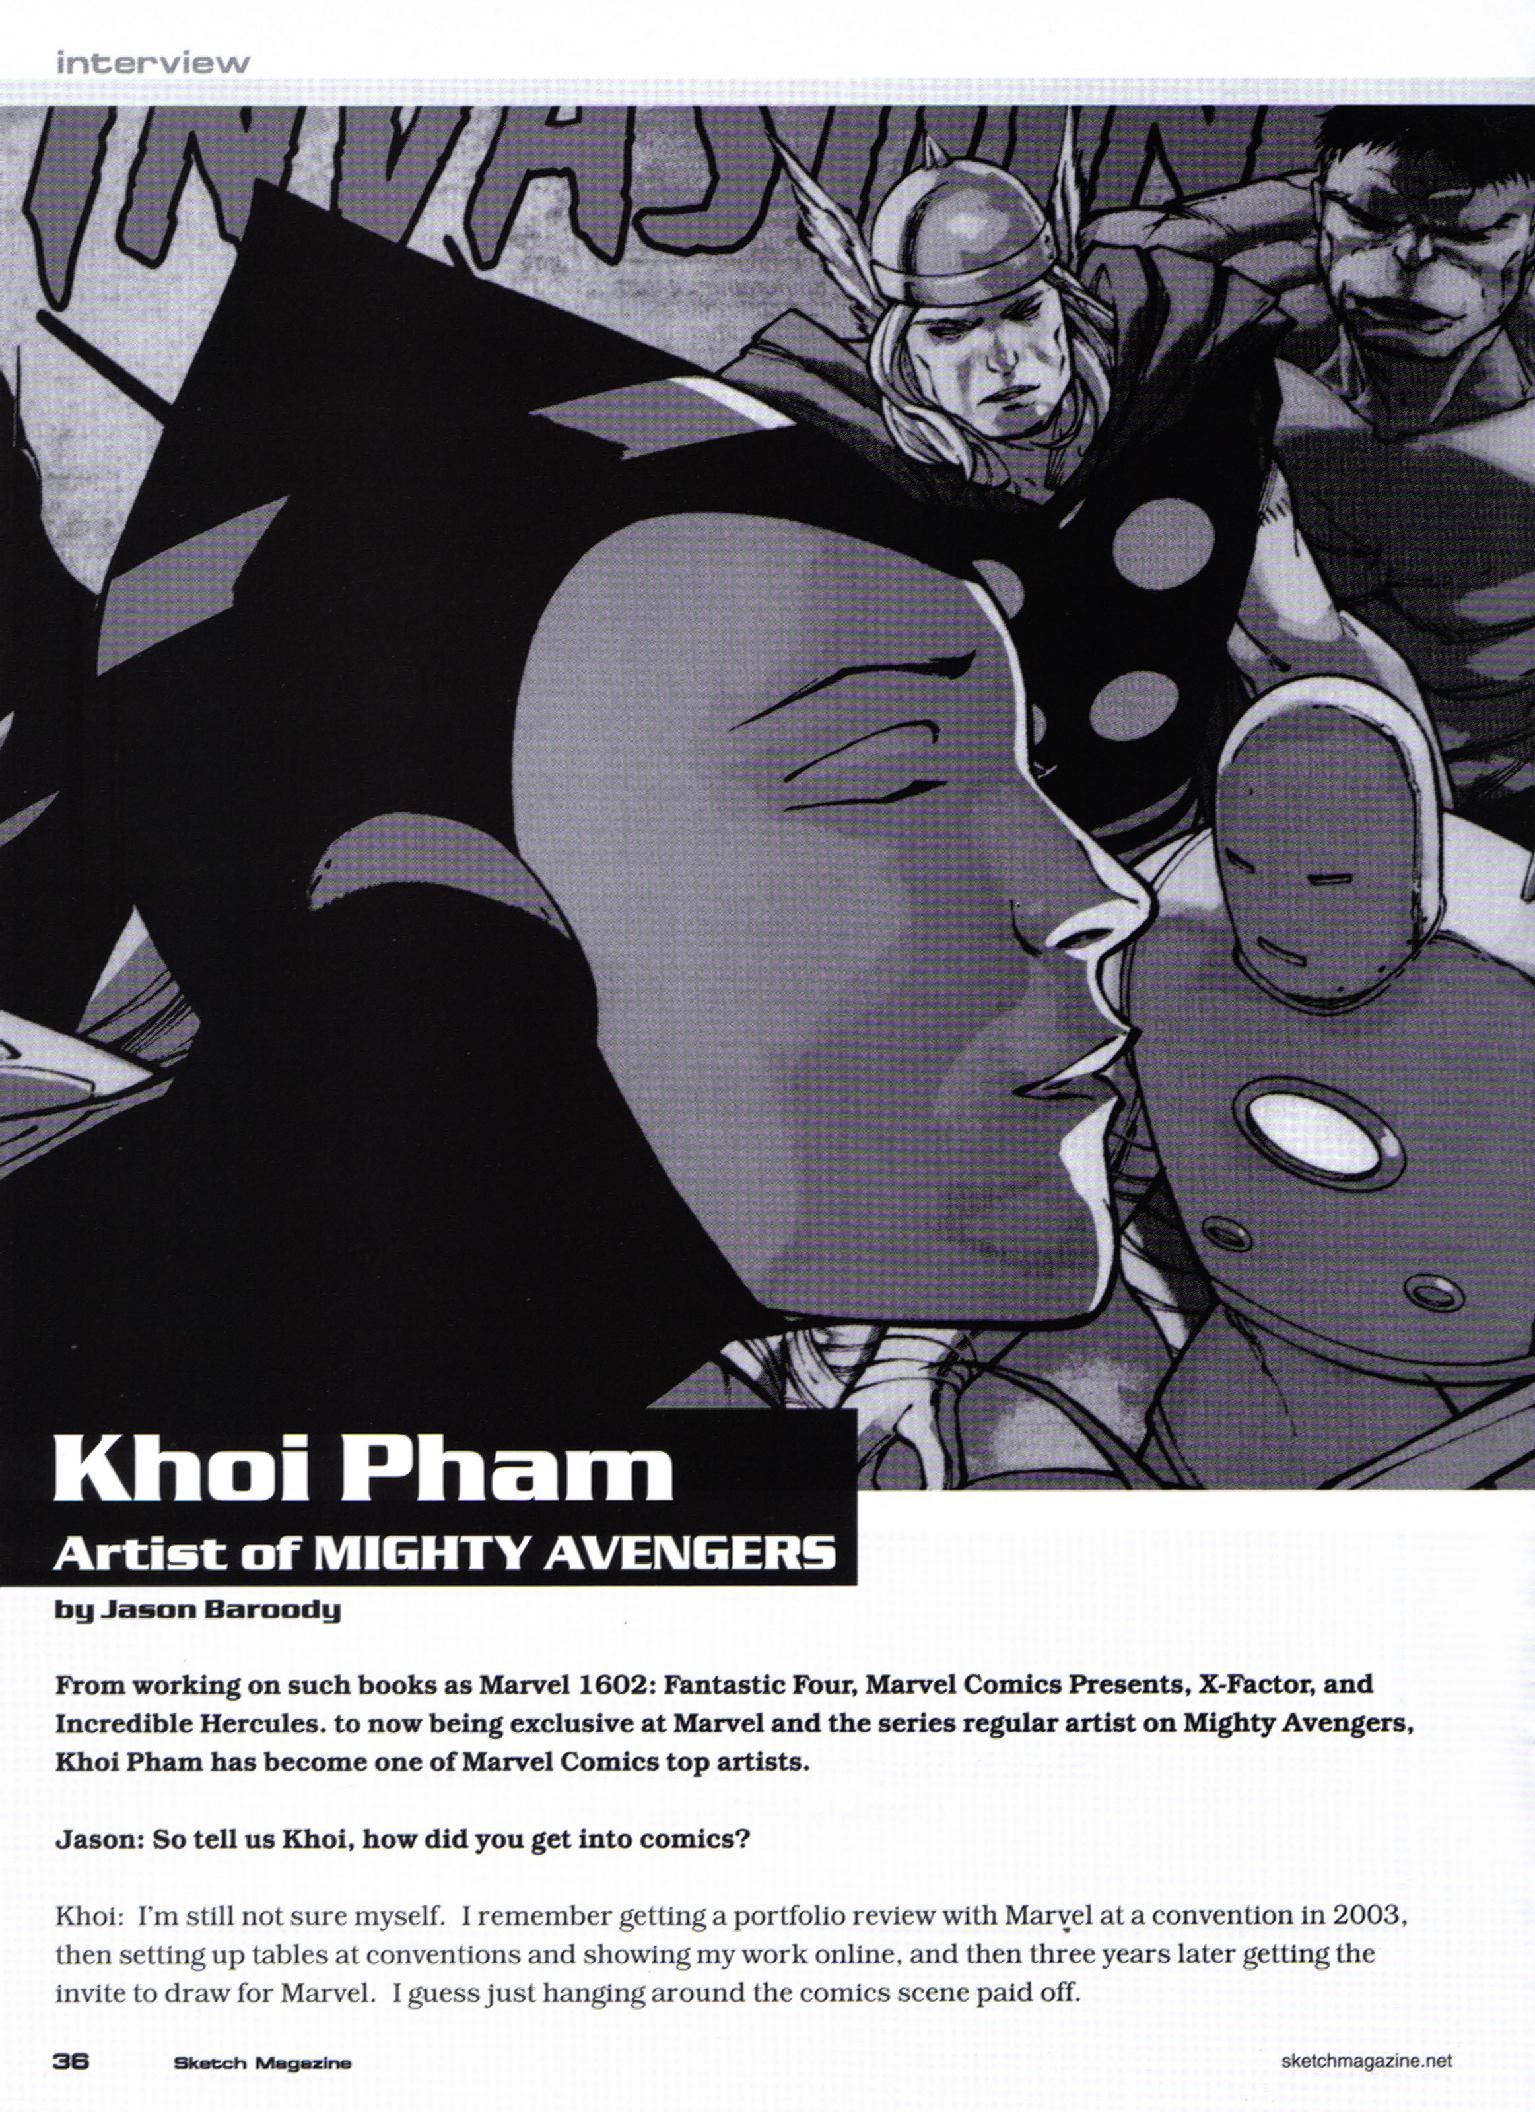 interview
INVASION
Khoi Pham
Artist of MIGHTY AVENGERS
by Jason Baroody
From working on such books as Marvel 1602: Fantastic Four, Marvel Comics Presents, X-Factor, and
Incredible Hercules. to now being exclusive at Marvel and the series regular artist on Mighty Avengers,
Khoi Pham has become one of Marvel Comics top artists.
Jason: So tell us Khoi, how did you get into comics?
Khoi:  I'm still not sure myself.  I remember getting a portfolio review with Marvel at a convention in 2003,
then setting up tables at conventions and showing my work online, and then three years later getting the
invite to draw for Marvel.  I guess just hanging around the comics scene paid off.
36 Sketch Magazine sketchmagazine.net